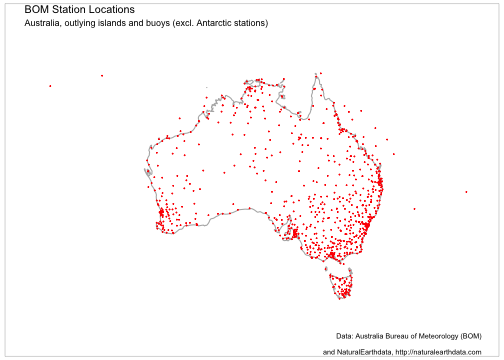 BOM Station Locations
Australia, outlying islands and buoys (excl. Antarctic stations)
Data: Australia Bureau of Meteorology (BOM)
and NaturalEarthdata, http://naturalearthdata.com